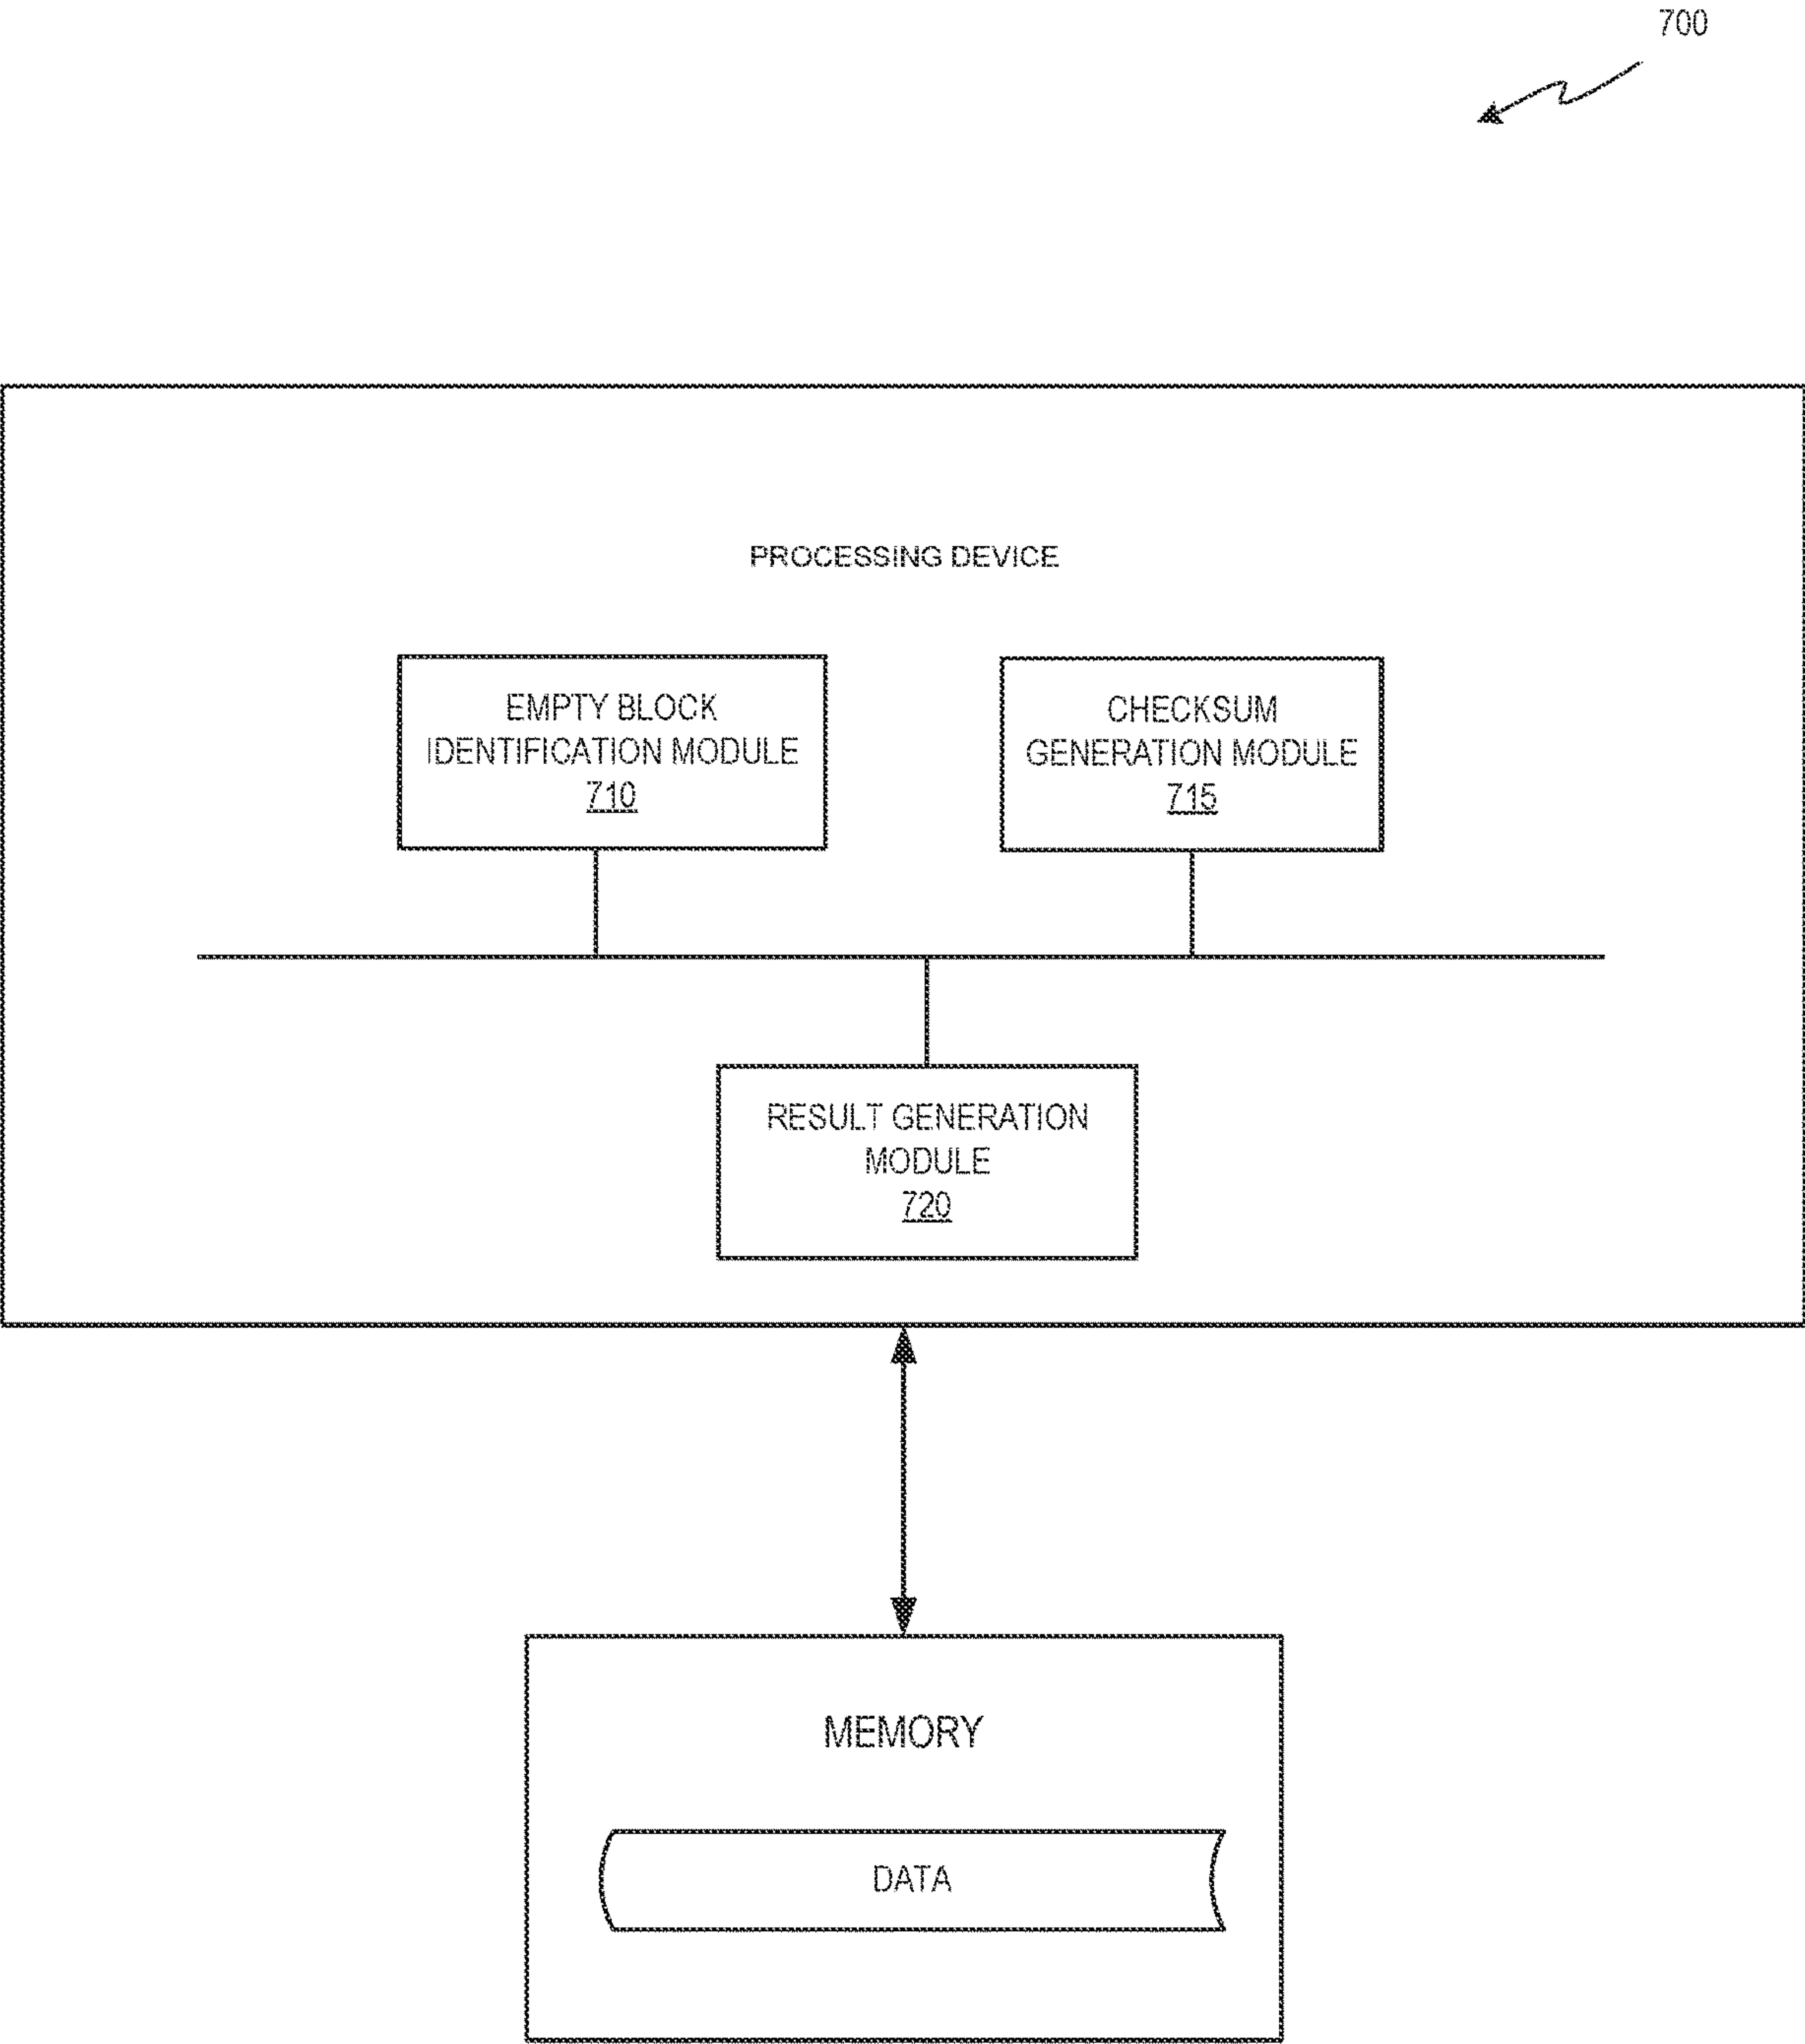 700
PROCESSING DEVICE
EMPTY BLOCK
IDENTIFICATION MODULE
710
CHECKSUM
GENERATION MODULE
715
RESULT GENERATION
MODULE
720
MEMORY
DATA